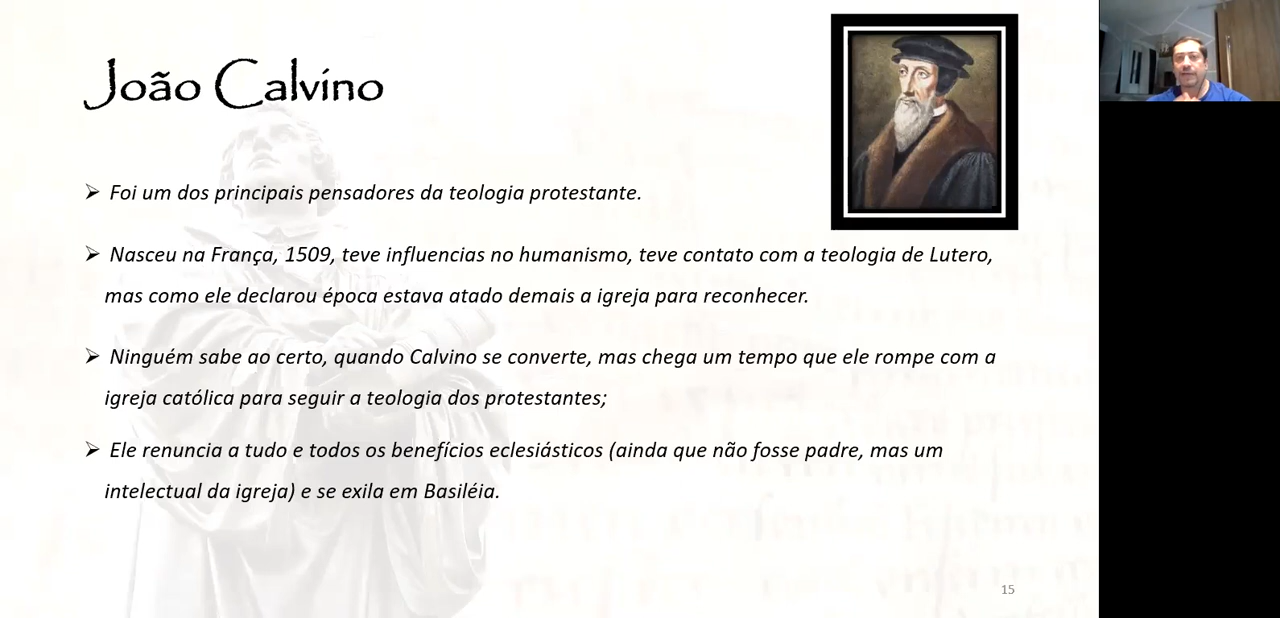 João Calvino
➢ Foi um dos principais pensadores da teologia protestante.
➢ Nasceu na França, 1509, teve influencias no humanismo, teve contato com a teologia de Lutero,
mas como ele declarou época estava atado demais a igreja para reconhecer.
➢ Ninguém sabe ao certo, quando Calvino se converte, mas chega um tempo que ele rompe com a
igreja católica para seguir a teologia dos protestantes;
➢ Ele renuncia a tudo e todos os benefícios eclesiásticos (ainda que não fosse padre, mas um
intelectual da igreja) e se exila em Basiléia.
15